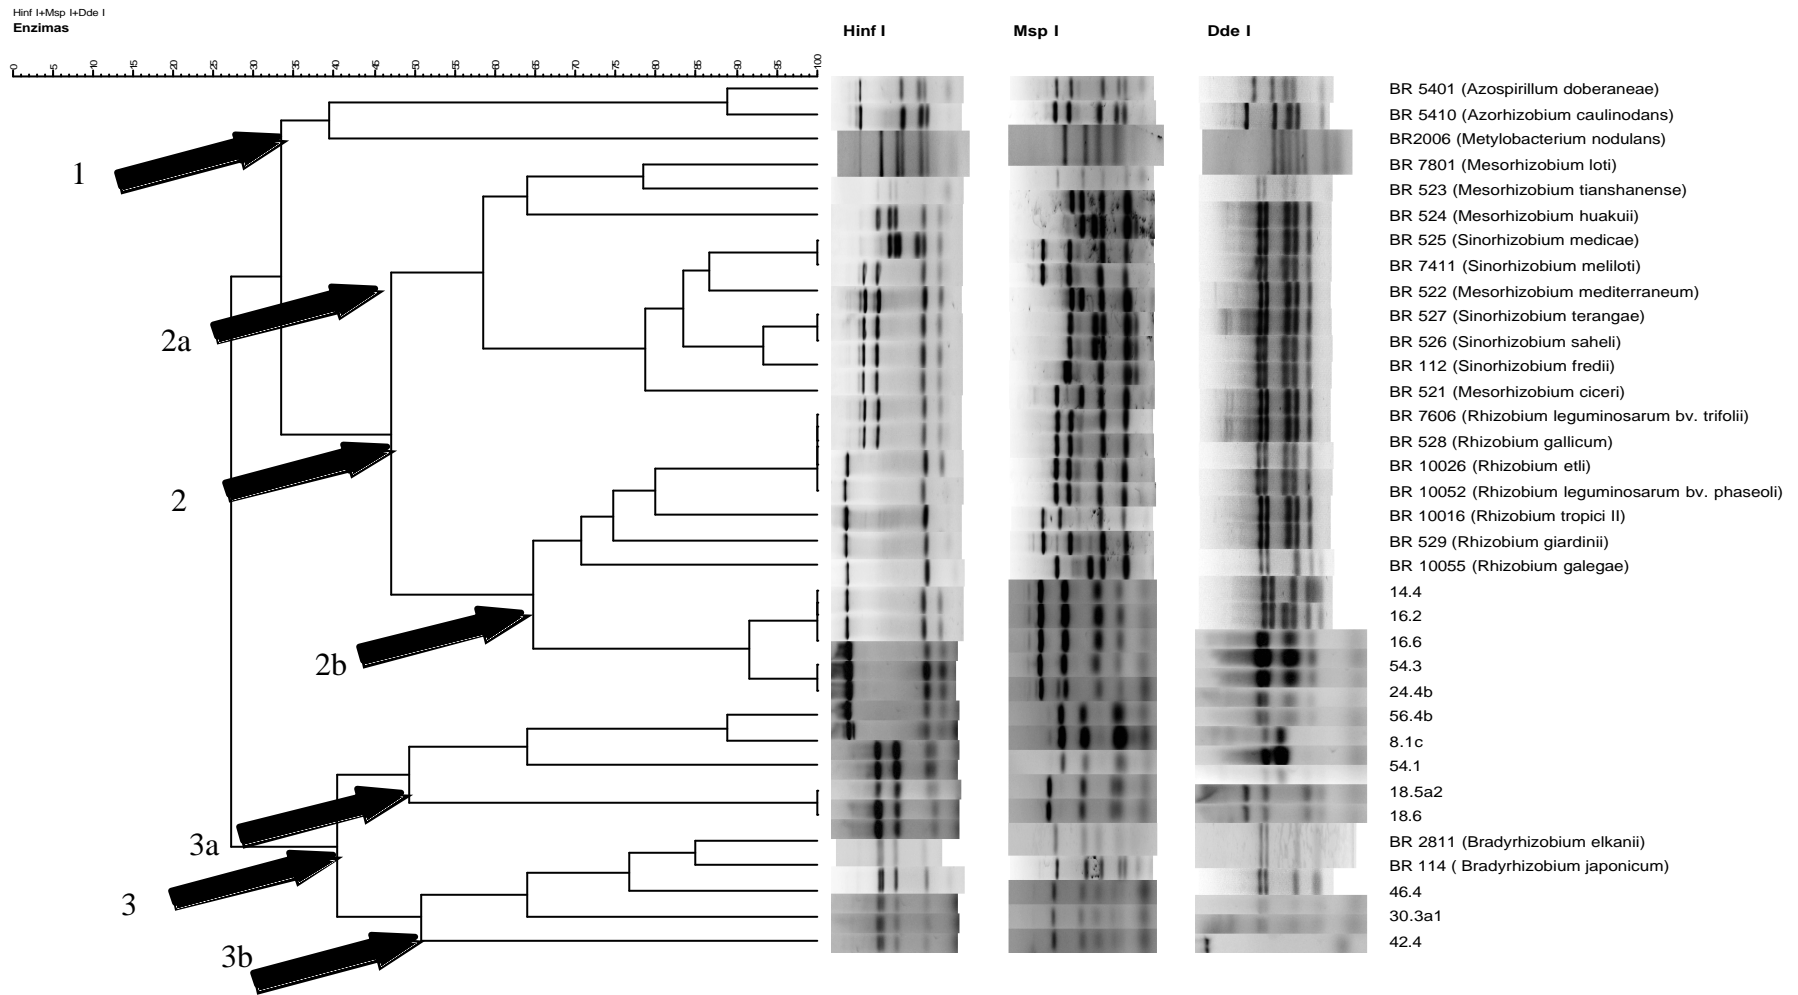 Hinf I+Msp I+Dde I
Enzimas
Hinf I
Msp I
Dde I
0 5 10 15 20 25 30 35 40 45 50 55 60 65 70 75 80 85 90 95 100
BR 5401 (Azospirillum doberaneae)
BR 5410 (Azorhizobium caulinodans)
BR2006 (Metylobacterium nodulans)
1
BR 7801 (Mesorhizobium loti)
BR 523 (Mesorhizobium tianshanense)
BR 524 (Mesorhizobium huakuii)
BR 525 (Sinorhizobium medicae)
BR 7411 (Sinorhizobium meliloti)
BR 522 (Mesorhizobium mediterraneum)
BR 527 (Sinorhizobium terangae)
2a
BR 526 (Sinorhizobium saheli)
BR 112 (Sinorhizobium fredii)
BR 521 (Mesorhizobium ciceri)
BR 7606 (Rhizobium leguminosarum bv. trifolii)
BR 528 (Rhizobium gallicum)
BR 10026 (Rhizobium etli)
BR 10052 (Rhizobium leguminosarum bv. phaseoli)
2
BR 10016 (Rhizobium tropici II)
BR 529 (Rhizobium giardinii)
BR 10055 (Rhizobium galegae)
14.4
16.2
16.6
2b
54.3
24.4b
56.4b
8.1c
54.1
18.5a2
18.6
3a
BR 2811 (Bradyrhizobium elkanii)
BR 114 ( Bradyrhizobium japonicum)
46.4
3
30.3a1
42.4
3b